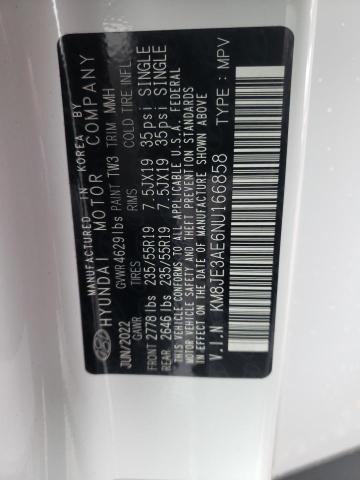 MANUFACTURED IN KOREA BY
HYUNDAI MOTOR COMPANY
JUN/2022 GVWR 4629 lbs PAINT TW3 TRIM MMH
GAWR TIRES RIMS COLD TIRE INFL
FRONT 2778 lbs 235/55R19 7.5JX19 35psi SINGLE
REAR 2646 lbs 235/55R19 7.5JX19 35psi SINGLE
THIS VEHICLE CONFORMS TO ALL APPLICABLE U.S.A. FEDERAL
MOTOR VEHICLE SAFETY AND THEFT PREVENTION STANDARDS
IN EFFECT ON THE DATE OF MANUFACTURE SHOWN ABOVE
V.I.N : KM8JE3AE6NU166858 TYPE : MPV